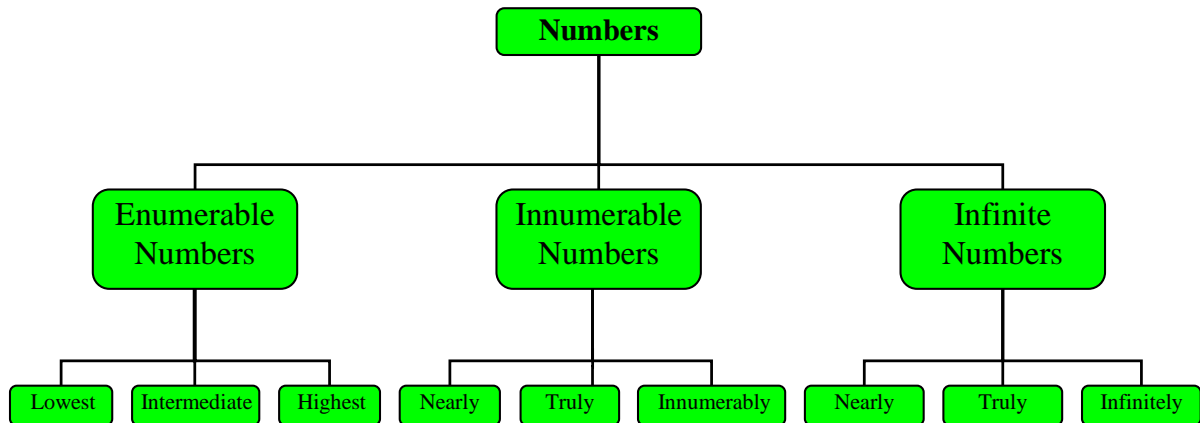 Numbers
Enumerable
Numbers
Innumerable
Numbers
Infinite
Numbers
Lowest
Intermediate
Highest
Nearly
Truly
Innumerably
Nearly
Truly
Infinitely